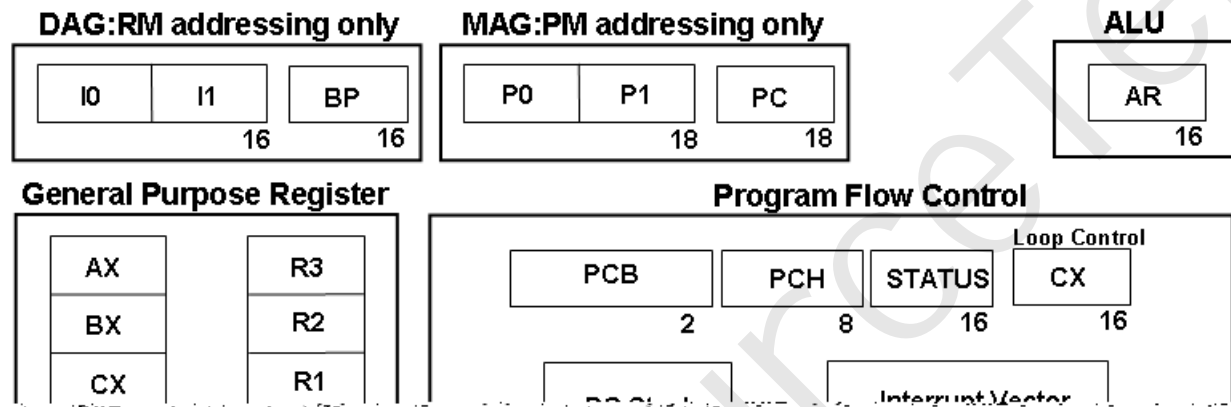 DAG:RM addressing only
MAG:PM addressing only
ALU
I0 I1 BP
16 16
P0 P1 PC
18 18
AR
16
General Purpose Register
Program Flow Control
AX R3
BX R2
CX R1
Loop Control
PCB PCH STATUS CX
2 8 16 16
Interrupt Vector